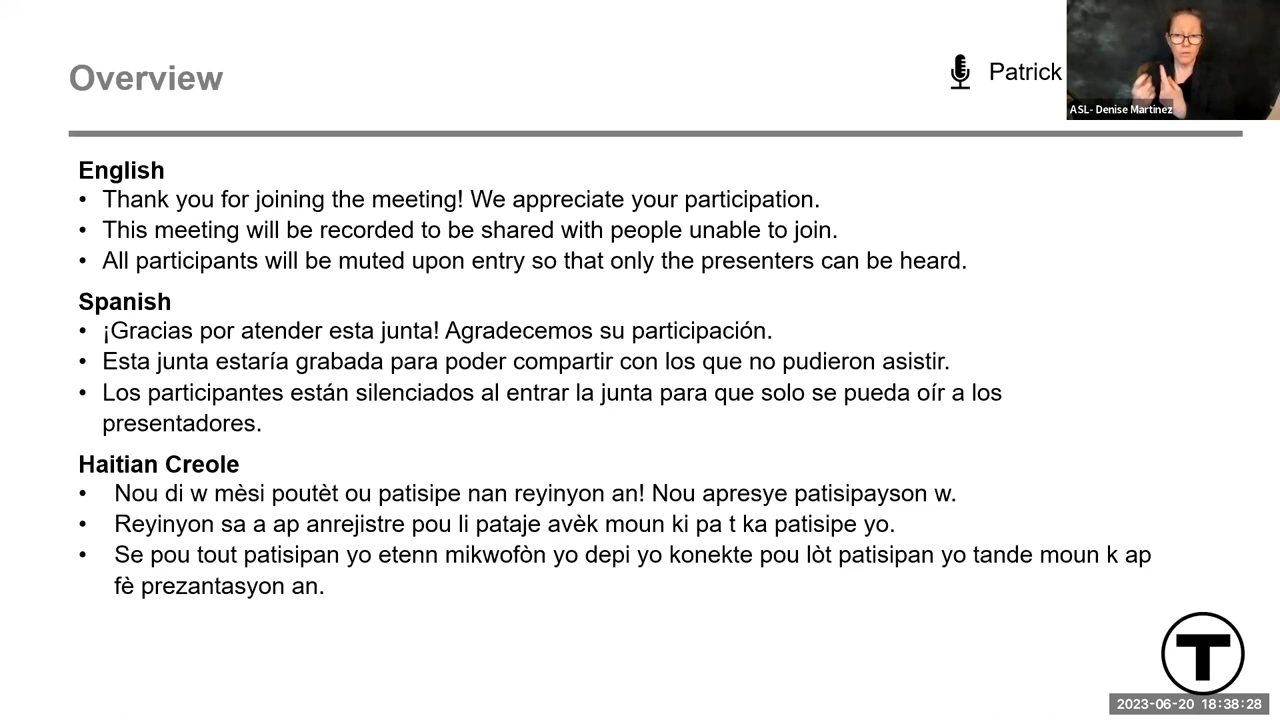 Overview
Patrick
ASL- Denise Martinez
English
• Thank you for joining the meeting! We appreciate your participation.
• This meeting will be recorded to be shared with people unable to join.
• All participants will be muted upon entry so that only the presenters can be heard.
Spanish
• ¡Gracias por atender esta junta! Agradecemos su participación.
• Esta junta estaría grabada para poder compartir con los que no pudieron asistir.
• Los participantes están silenciados al entrar la junta para que solo se pueda oír a los
presentadores.
Haitian Creole
• Nou di w mèsi poutèt ou patisipe nan reyinyon an! Nou apresye patisipayson w.
• Reyinyon sa a ap anrejistre pou li pataje avèk moun ki pa t ka patisipe yo.
• Se pou tout patisipan yo etenn mikwofòn yo depi yo konekte pou lòt patisipan yo tande moun k ap
fè prezantasyon an.
T
2023-06-20 18:38:28